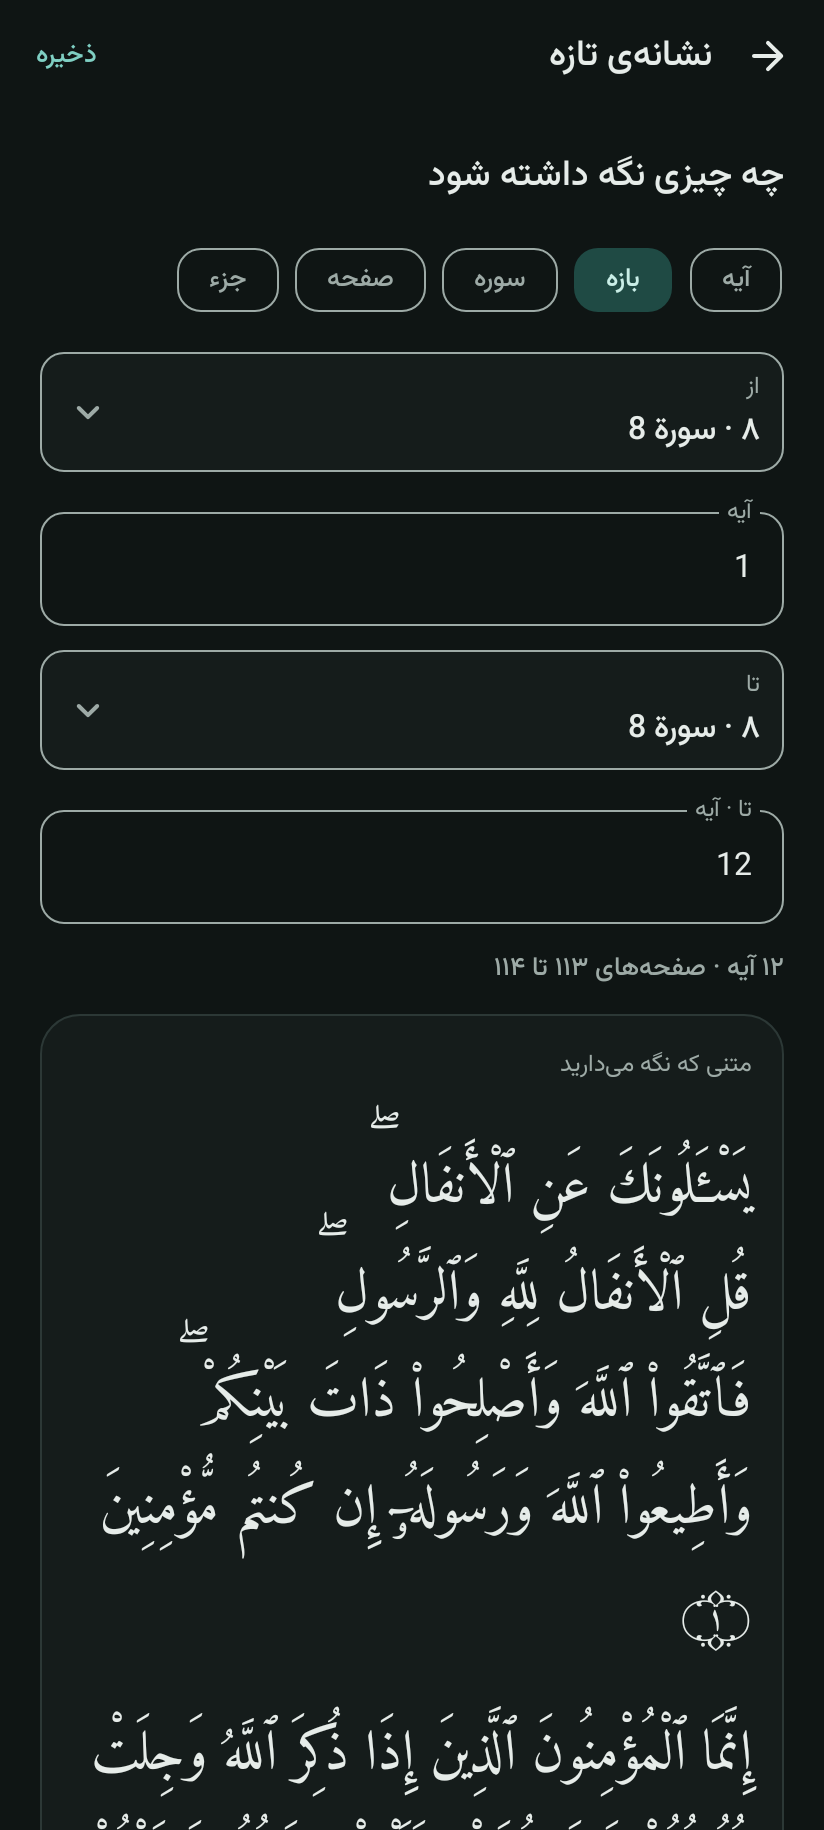 نشانه‌ی تازه
ذخیره
چه چیزی نگه داشته شود
آیه
بازه
سوره
صفحه
جزء
از
۸ · سورة 8
آیه
1
تا
۸ · سورة 8
تا · آیه
12
۱۲ آیه · صفحه‌های ۱۱۳ تا ۱۱۴
متنی که نگه می‌دارید
يَسْـَٔلُونَكَ عَنِ ٱلْأَنفَالِ ۖ
قُلِ ٱلْأَنفَالُ لِلَّهِ وَٱلرَّسُولِ ۖ
فَٱتَّقُوا۟ ٱللَّهَ وَأَصْلِحُوا۟ ذَاتَ بَيْنِكُمْ ۖ
وَأَطِيعُوا۟ ٱللَّهَ وَرَسُولَهُۥٓ إِن كُنتُم مُّؤْمِنِينَ
۝١
إِنَّمَا ٱلْمُؤْمِنُونَ ٱلَّذِينَ إِذَا ذُكِرَ ٱللَّهُ وَجِلَتْ